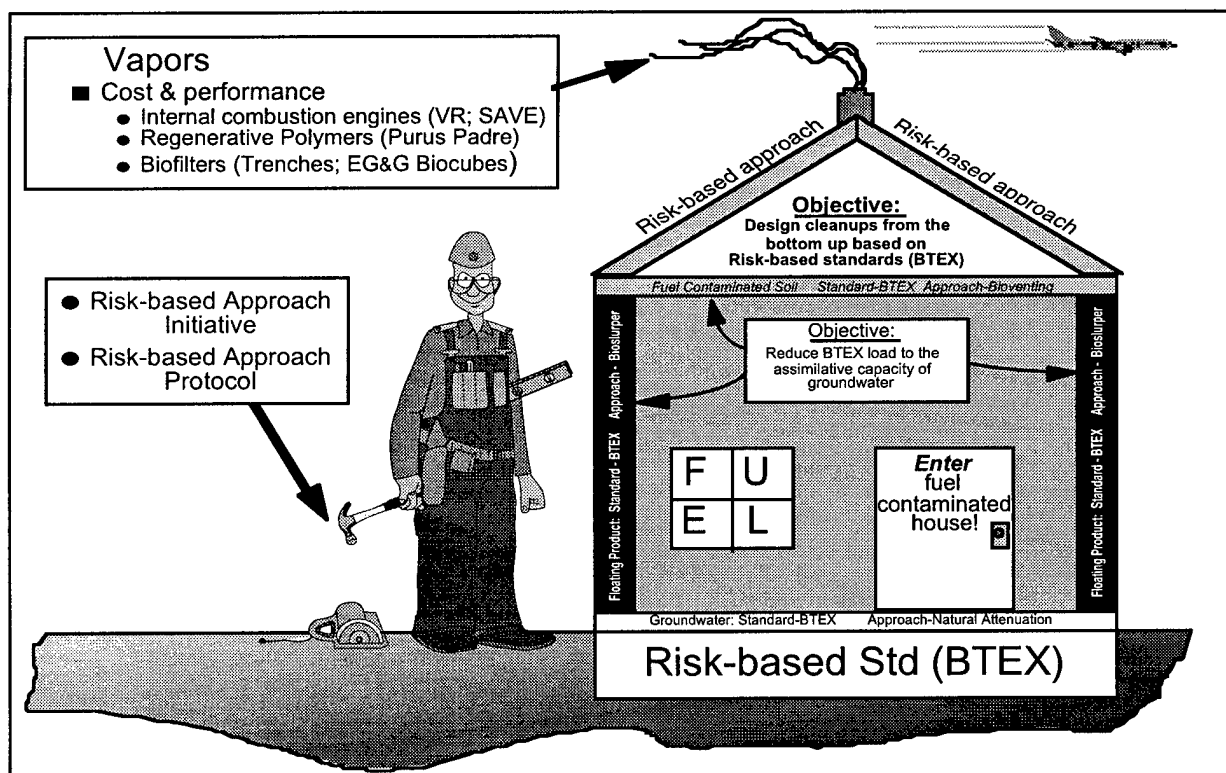 Vapors
■ Cost & performance
● Internal combustion engines (VR; SAVE)
● Regenerative Polymers (Purus Padre)
● Biofilters (Trenches; EG&G Biocubes)
● Risk-based Approach
Initiative
● Risk-based Approach
Protocol
Risk-based approach
Risk-based approach
Objective:
Design cleanups from the
bottom up based on
Risk-based standards (BTEX)
Fuel Contaminated Soil Standard-BTEX Approach-Bioventing
Objective:
Reduce BTEX load to the
assimilative capacity of
groundwater
Floating Product: Standard - BTEX Approach - Bioslurper
Floating Product: Standard - BTEX Approach - Bioslurper
F U
E L
Enter
fuel
contaminated
house!
Groundwater: Standard-BTEX Approach-Natural Attenuation
Risk-based Std (BTEX)